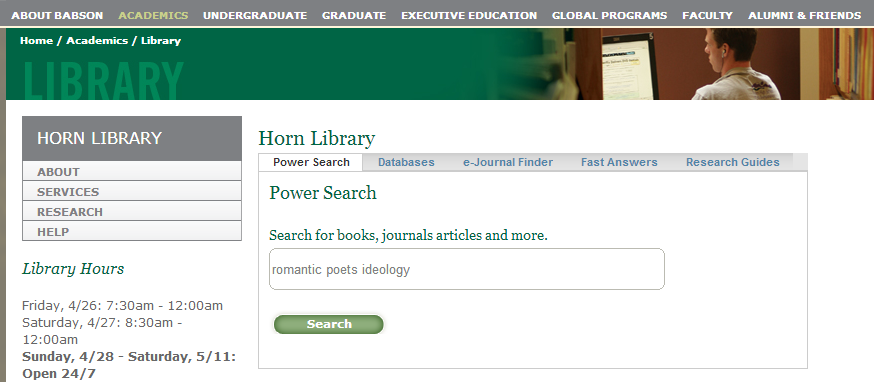 ABOUT BABSON ACADEMICS UNDERGRADUATE GRADUATE EXECUTIVE EDUCATION GLOBAL PROGRAMS FACULTY ALUMNI & FRIENDS
Home / Academics / Library
LIBRARY
HORN LIBRARY
ABOUT
SERVICES
RESEARCH
HELP
Library Hours
Friday, 4/26: 7:30am - 12:00am
Saturday, 4/27: 8:30am -
12:00am
Sunday, 4/28 - Saturday, 5/11:
Open 24/7
Horn Library
Power Search Databases e-Journal Finder Fast Answers Research Guides
Power Search
Search for books, journals articles and more.
romantic poets ideology
Search